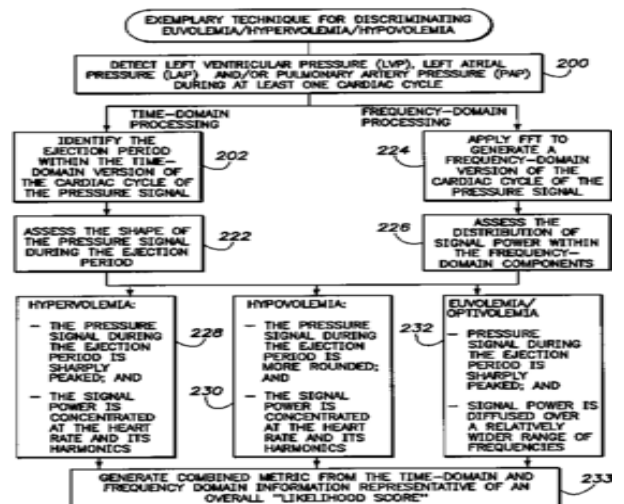 EXEMPLARY TECHNIQUE FOR DISCRIMINATING
EUVOLEMIA/HYPERVOLEMIA/HYPOVOLEMIA
DETECT LEFT VENTRICULAR PRESSURE (LVP), LEFT ATRIAL
PRESSURE (LAP) AND/OR PULMONARY ARTERY PRESSURE (PAP)
DURING AT LEAST ONE CARDIAC CYCLE
200
TIME-DOMAIN
PROCESSING
IDENTIFY THE
EJECTION PERIOD
WITHIN THE TIME-
DOMAIN VERSION OF
THE CARDIAC CYCLE OF
THE PRESSURE SIGNAL
202
ASSESS THE SHAPE OF
THE PRESSURE SIGNAL
DURING THE EJECTION
PERIOD
222
FREQUENCY-DOMAIN
PROCESSING
224
APPLY FFT TO
GENERATE A
FREQUENCY-DOMAIN
VERSION OF THE
CARDIAC CYCLE OF THE
PRESSURE SIGNAL
226
ASSESS THE
DISTRIBUTION OF
SIGNAL POWER WITHIN
THE FREQUENCY-
DOMAIN COMPONENTS
HYPERVOLEMIA:
- THE PRESSURE
SIGNAL DURING
THE EJECTION
PERIOD IS
SHARPLY
PEAKED; AND
- THE SIGNAL
POWER IS
CONCENTRATED
AT THE HEART
RATE AND ITS
HARMONICS
228
HYPOVOLEMIA:
- THE PRESSURE
SIGNAL DURING
THE EJECTION
PERIOD IS
MORE ROUNDED;
AND
- THE SIGNAL
POWER IS
CONCENTRATED
AT THE HEART
RATE AND ITS
HARMONICS
230
EUVOLEMIA/
OPTIVOLEMIA
- PRESSURE
SIGNAL DURING
THE EJECTION
PERIOD IS
SHARPLY
PEAKED; AND
- SIGNAL POWER IS
DIFFUSED OVER
A RELATIVELY
WIDER RANGE OF
FREQUENCIES
232
GENERATE COMBINED METRIC FROM THE TIME-DOMAIN AND
FREQUENCY DOMAIN INFORMATION REPRESENTATIVE OF AN
OVERALL "LIKELIHOOD SCORE"
233